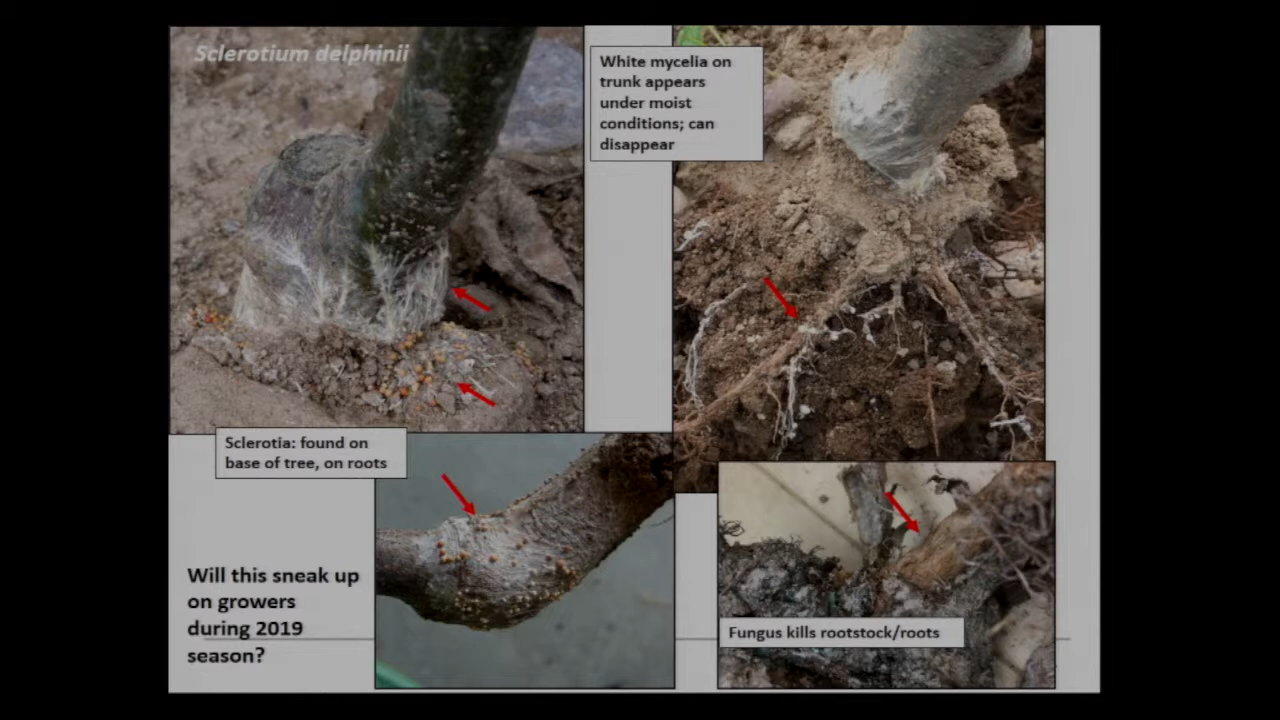 Sclerotium delphinii
White mycelia on
trunk appears
under moist
conditions; can
disappear
Sclerotia: found on
base of tree, on roots
Will this sneak up
on growers
during 2019
season?
Fungus kills rootstock/roots